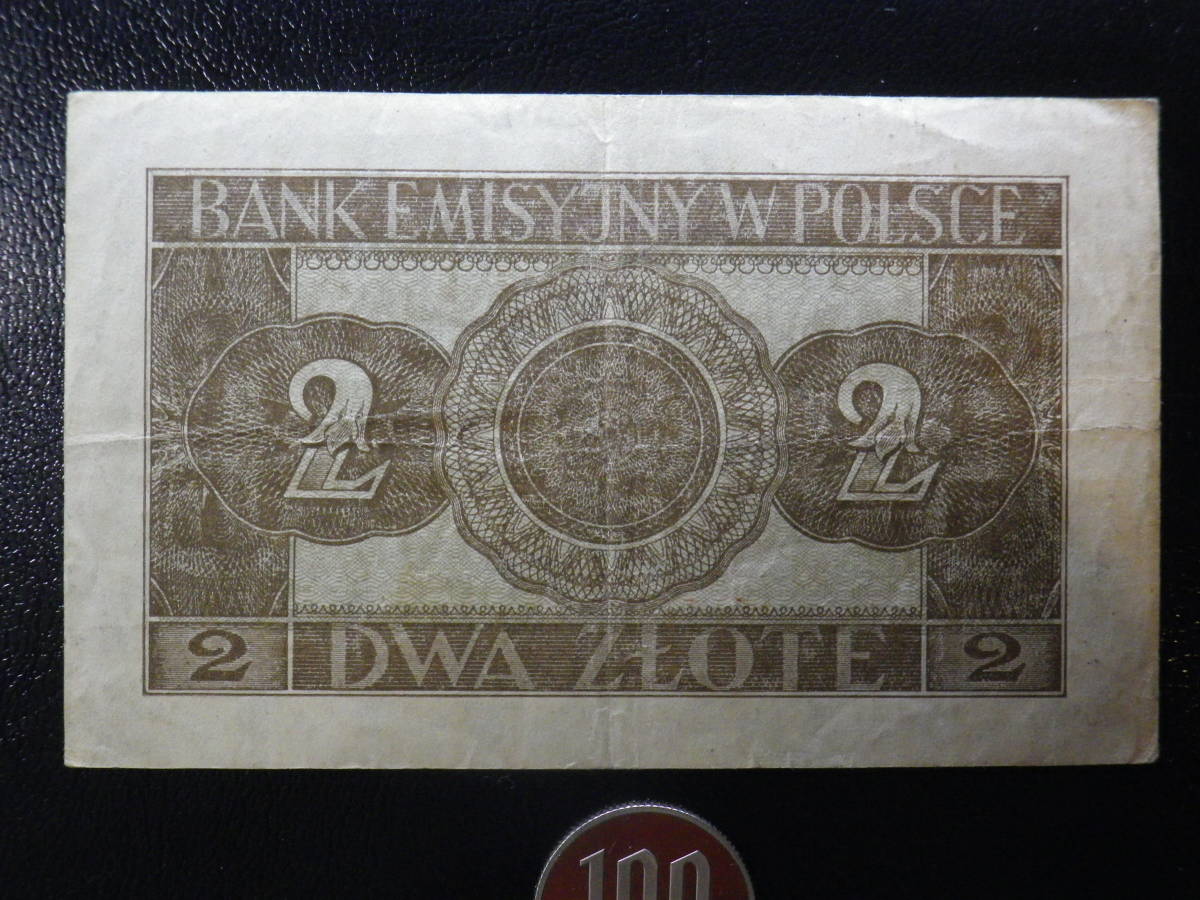 BANK EMISYJNY W POLSCE
2 2
2 DWA ZŁOTE 2
100